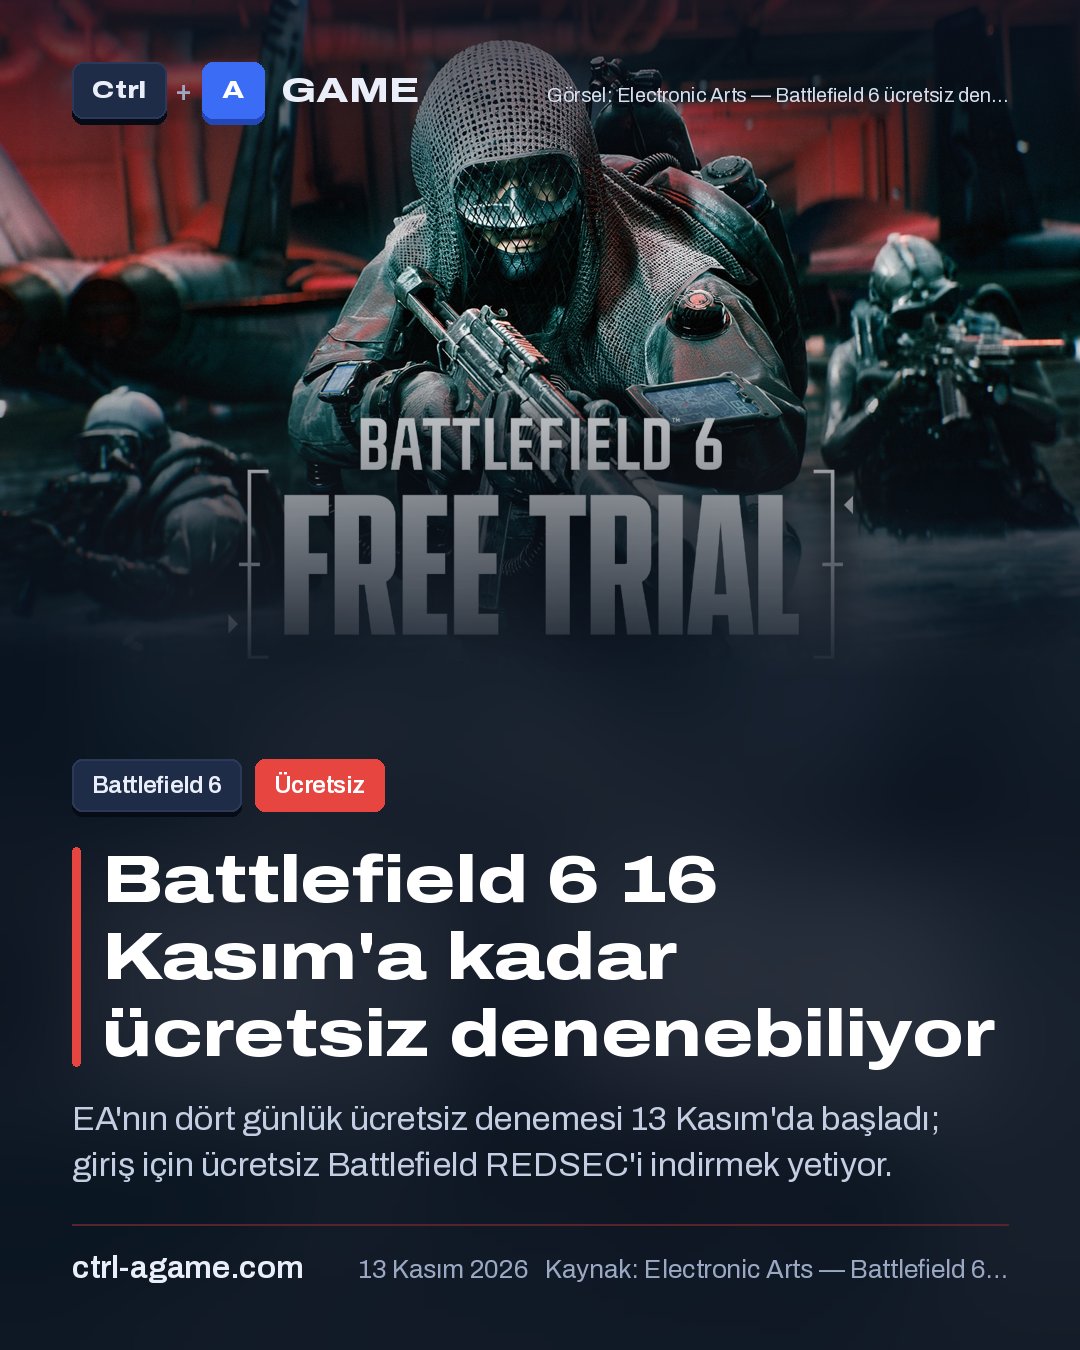 Ctrl + A GAME
Görsel: Electronic Arts — Battlefield 6 ücretsiz den...
BATTLEFIELD™ 6
FREE TRIAL
Battlefield 6 Ücretsiz
Battlefield 6 16
Kasım'a kadar
ücretsiz denenebiliyor
EA'nın dört günlük ücretsiz denemesi 13 Kasım'da başladı;
giriş için ücretsiz Battlefield REDSEC'i indirmek yetiyor.
ctrl-agame.com 13 Kasım 2026 Kaynak: Electronic Arts — Battlefield 6...